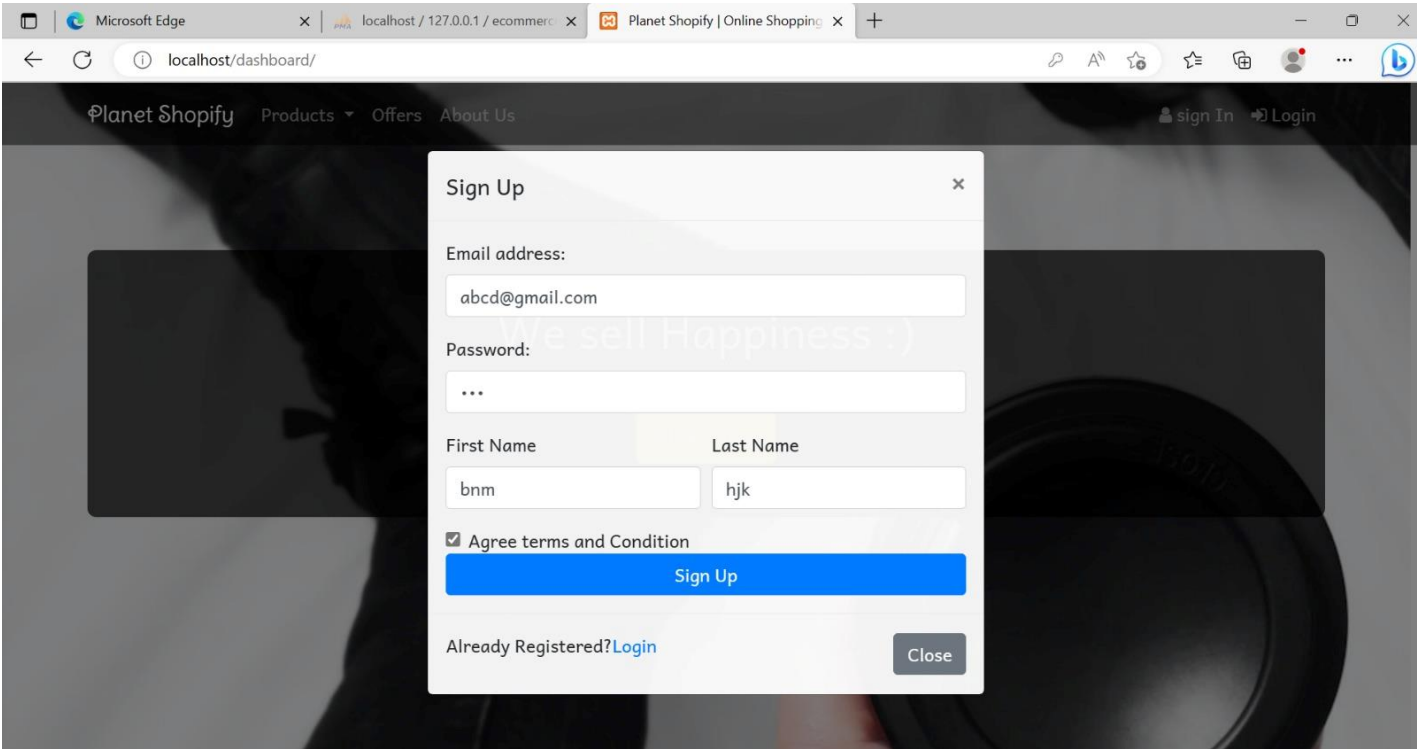 Microsoft Edge
localhost / 127.0.0.1 / ecommerc
Planet Shopify | Online Shopping
localhost/dashboard/
Planet Shopify Products Offers About Us sign In Login
Sign Up ×
Email address:
abcd@gmail.com
We sell Happiness :)
Password:
•••
First Name Last Name
bnm hjk
Agree terms and Condition
Sign Up
Already Registered?Login
Close